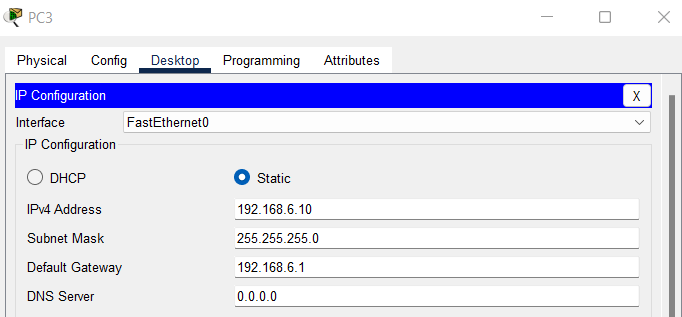 PC3
Physical Config Desktop Programming Attributes
IP Configuration X
Interface FastEthernet0
IP Configuration
DHCP Static
IPv4 Address 192.168.6.10
Subnet Mask 255.255.255.0
Default Gateway 192.168.6.1
DNS Server 0.0.0.0